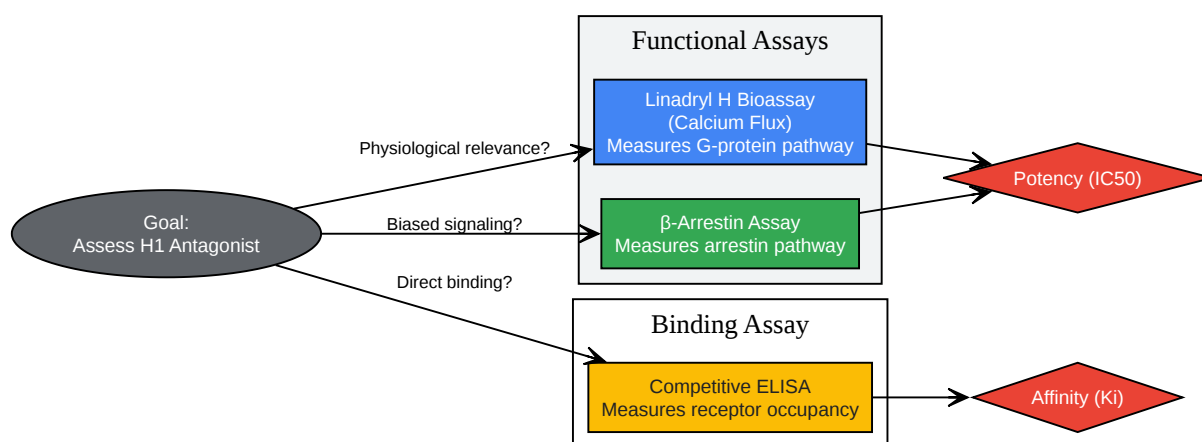 Functional Assays
Linadryl H Bioassay
(Calcium Flux)
Measures G-protein pathway
Physiological relevance?
Potency (IC50)
Goal:
Assess H1 Antagonist
Biased signaling?
β-Arrestin Assay
Measures arrestin pathway
Direct binding?
Binding Assay
Competitive ELISA
Measures receptor occupancy
Affinity (Ki)